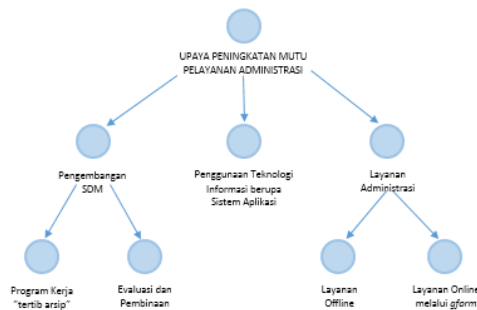 UPAYA PENINGKATAN MUTU
PELAYANAN ADMINISTRASI
Pengembangan
SDM
Penggunaan Teknologi
Informasi berupa
Sistem Aplikasi
Layanan
Administrasi
Program Kerja
"tertib arsip"
Evaluasi dan
Pembinaan
Layanan
Offline
Layanan Online
melalui gform